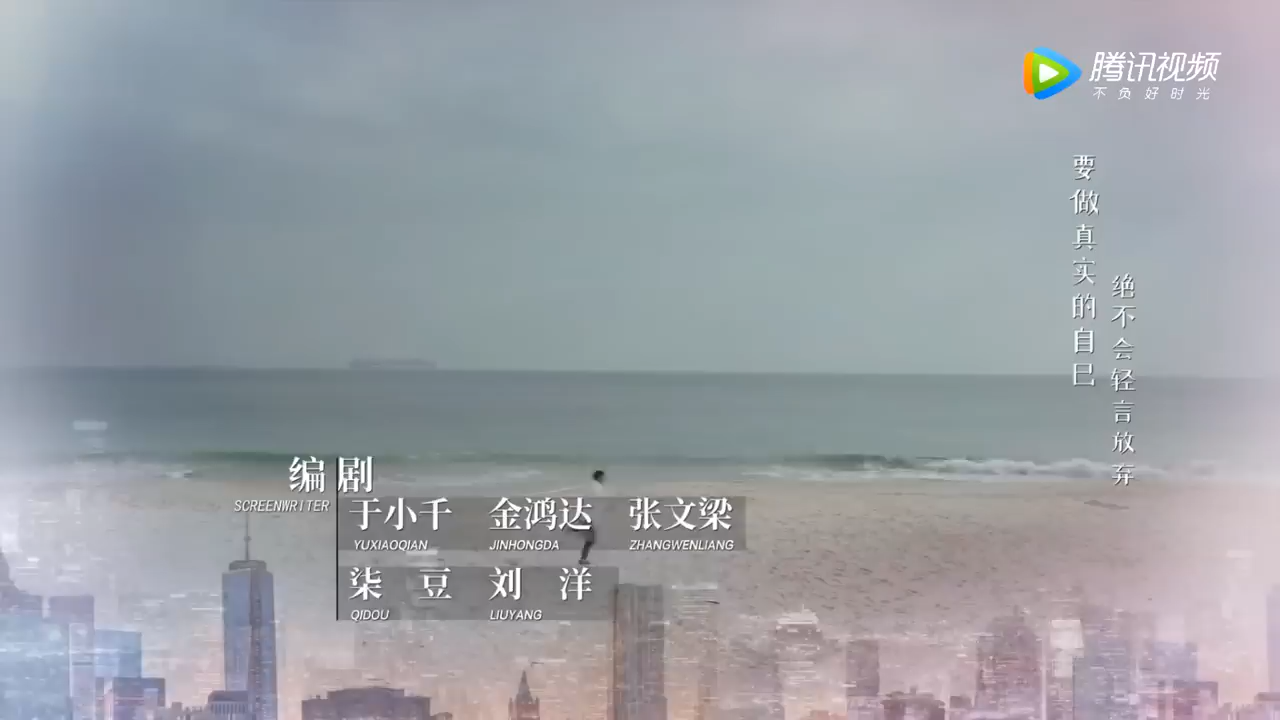 腾讯视频
不负好时光
要做真实的自己
绝不会轻言放弃
编剧
SCREENWRITER
于小千 金鸿达 张文梁
YUXIAOQIAN JINHONGDA ZHANGWENLIANG
柒豆 刘洋
QIDOU LIUYANG